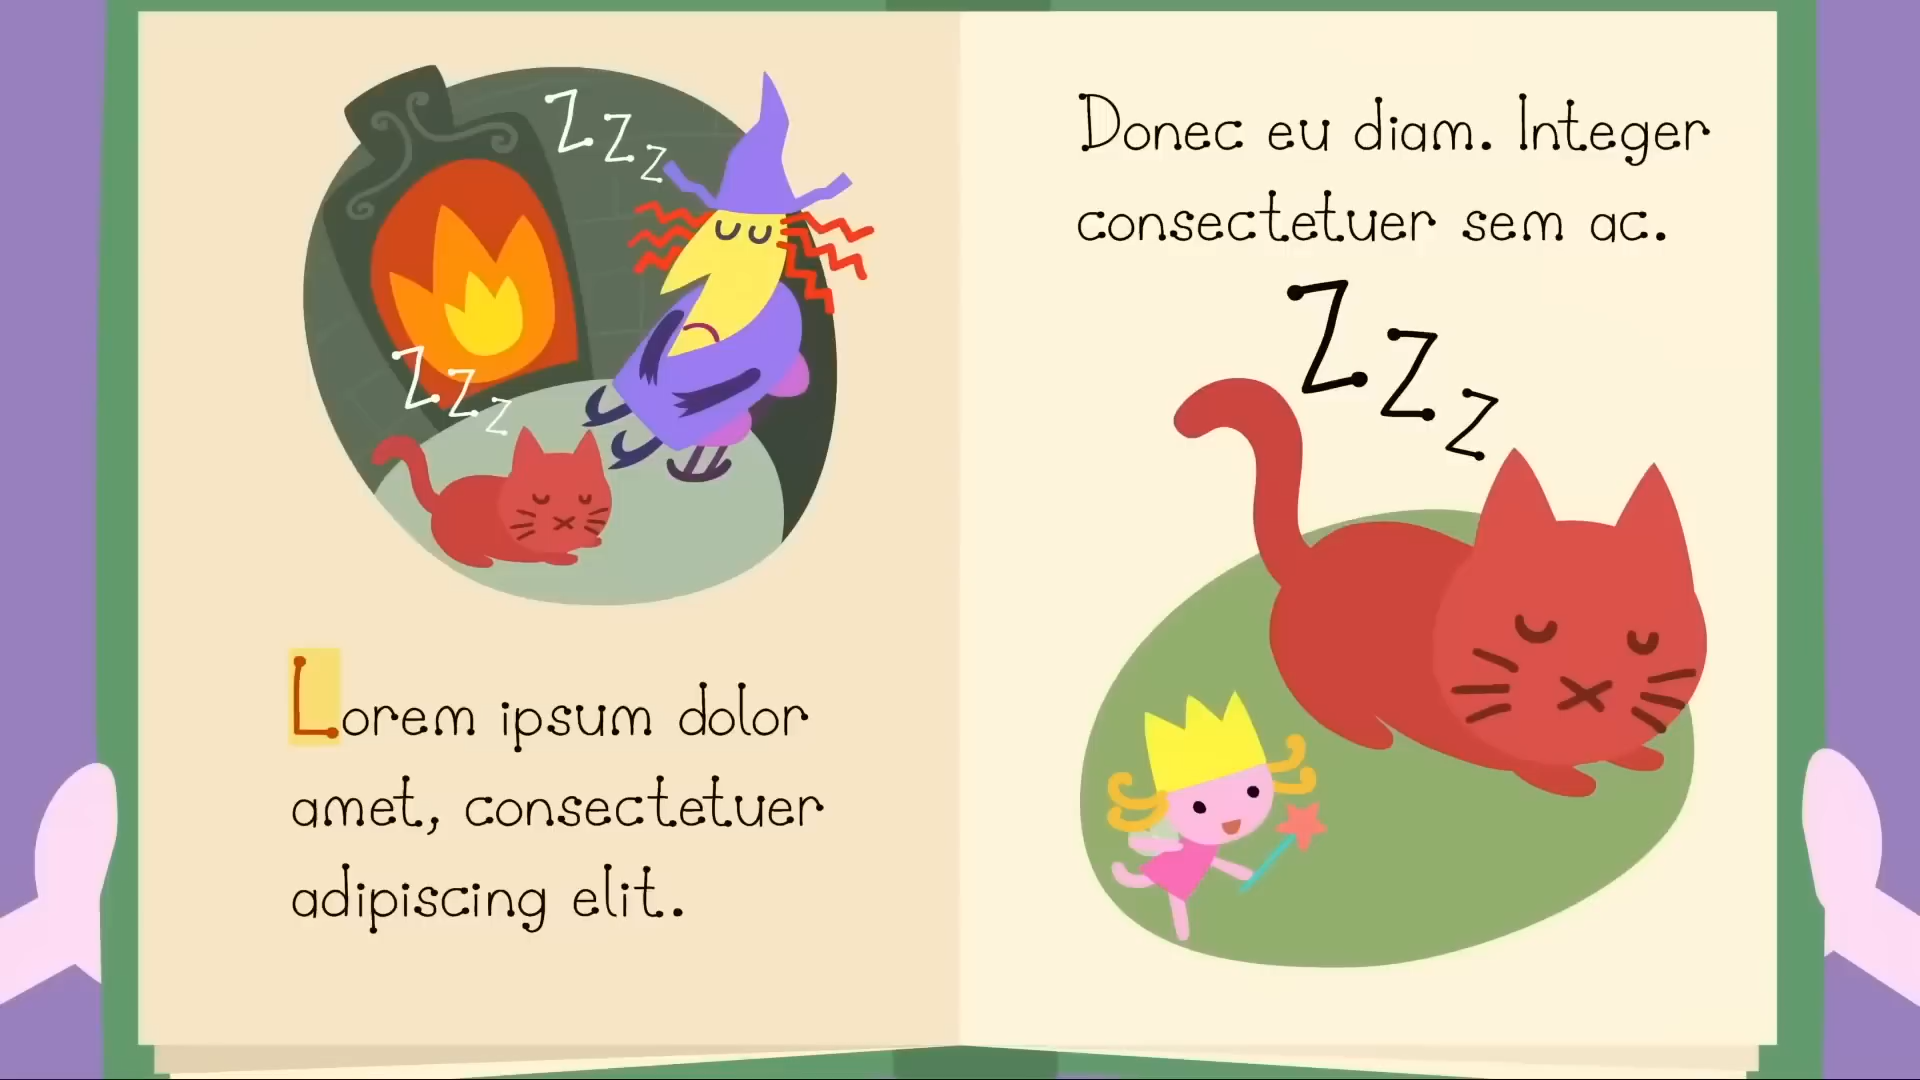 Z z z
Z z z
Lorem ipsum dolor
amet, consectetuer
adipiscing elit..
Donec eu diam. Integer
consectetuer sem ac.
Z z z